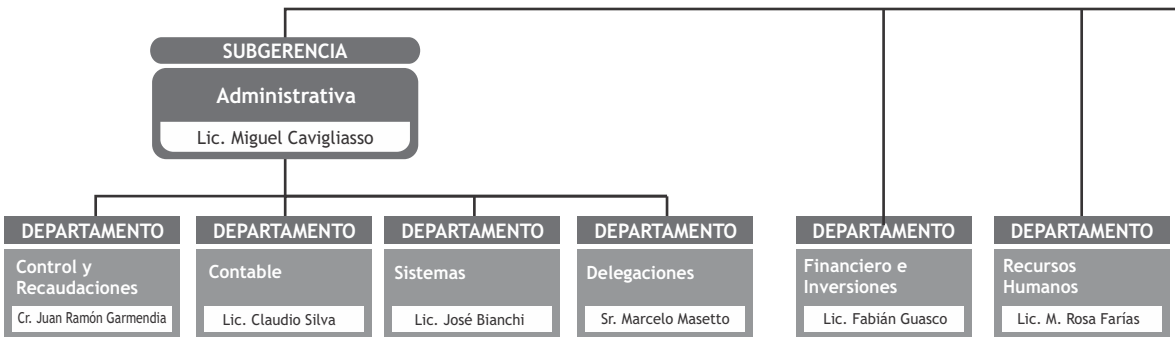 SUBGERENCIA
Administrativa
Lic. Miguel Cavigliasso
DEPARTAMENTO
Control y
Recaudaciones
Cr. Juan Ramón Garmendia
DEPARTAMENTO
Contable
Lic. Claudio Silva
DEPARTAMENTO
Sistemas
Lic. José Bianchi
DEPARTAMENTO
Delegaciones
Sr. Marcelo Masetto
DEPARTAMENTO
Financiero e
Inversiones
Lic. Fabián Guasco
DEPARTAMENTO
Recursos
Humanos
Lic. M. Rosa Farías